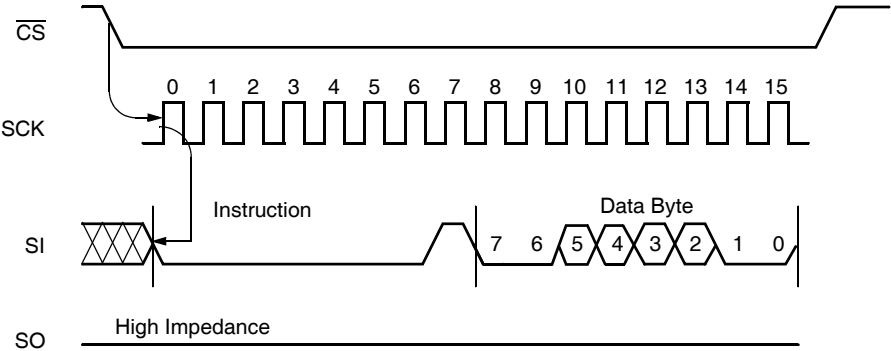 CS
0 1 2 3 4 5 6 7 8 9 10 11 12 13 14 15
SCK
Instruction Data Byte
SI 7 6 5 4 3 2 1 0
High Impedance
SO